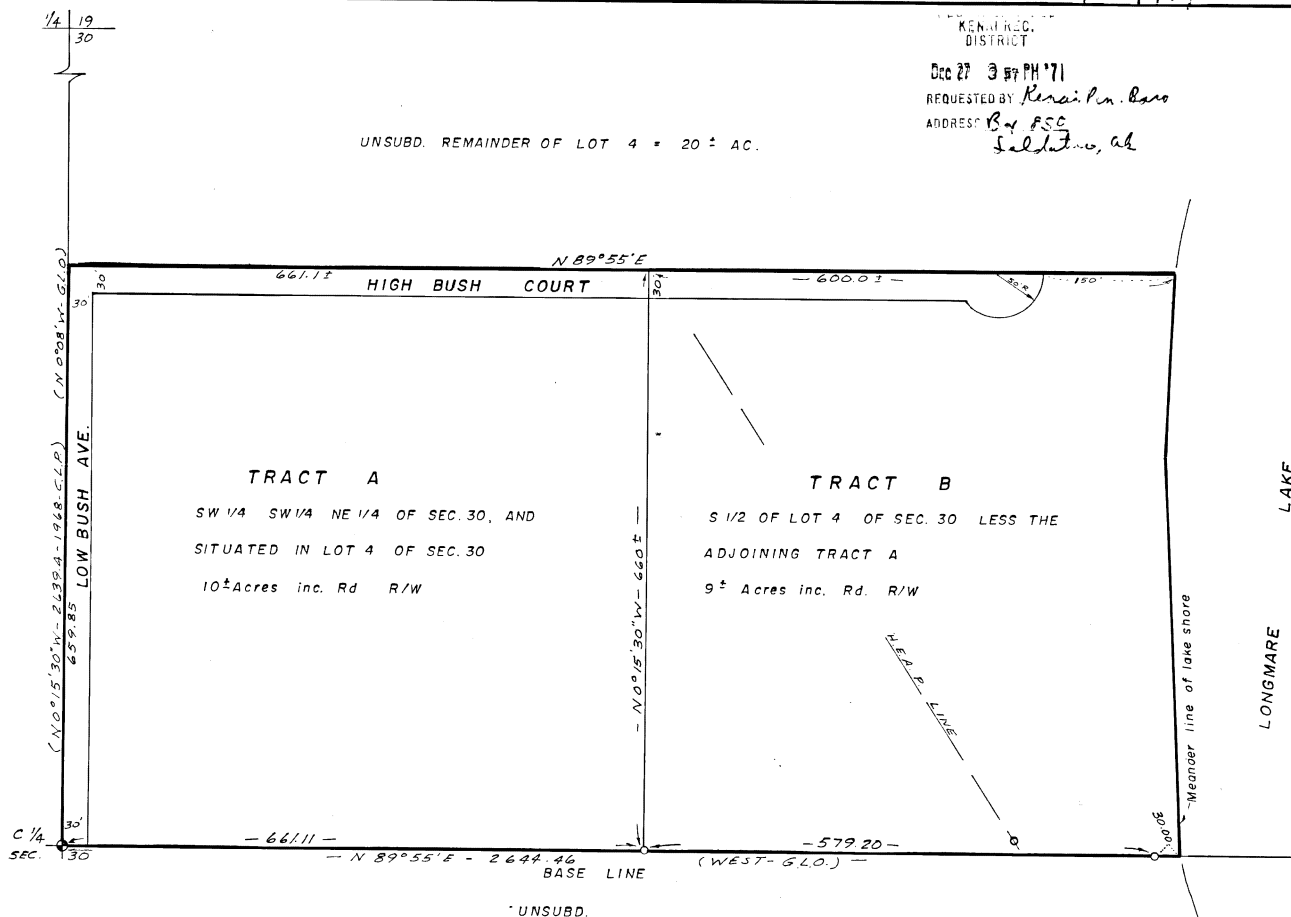 1/4 19
30
KENAI REC.
DISTRICT
Dec 27 3 57 PM '71
REQUESTED BY Kenai Pen. Boro
ADDRESS Box 850
Soldotna, Ak
UNSUBD. REMAINDER OF LOT 4 = 20 ± AC.
N 89°55'E
661.1±
600.0±
HIGH BUSH COURT
30'
30'
30'
50'R
150'
(N 0°08'W - G.L.O.)
(N 0°15'30"W - 2639.4 - 1968 - C.L.P.)
659.85
LOW BUSH AVE.
TRACT A
SW 1/4 SW 1/4 NE 1/4 OF SEC. 30, AND
SITUATED IN LOT 4 OF SEC. 30
10± Acres inc. Rd R/W
N 0°15'30"W - 660±
TRACT B
S 1/2 OF LOT 4 OF SEC. 30 LESS THE
ADJOINING TRACT A
9± Acres inc. Rd. R/W
H.E.A.P. LINE
Meander line of lake shore
LONGMARE LAKE
C 1/4
SEC. 30
30'
661.11
579.20
30.00
N 89°55'E - 2644.46
(WEST - G.L.O.)
BASE LINE
UNSUBD.